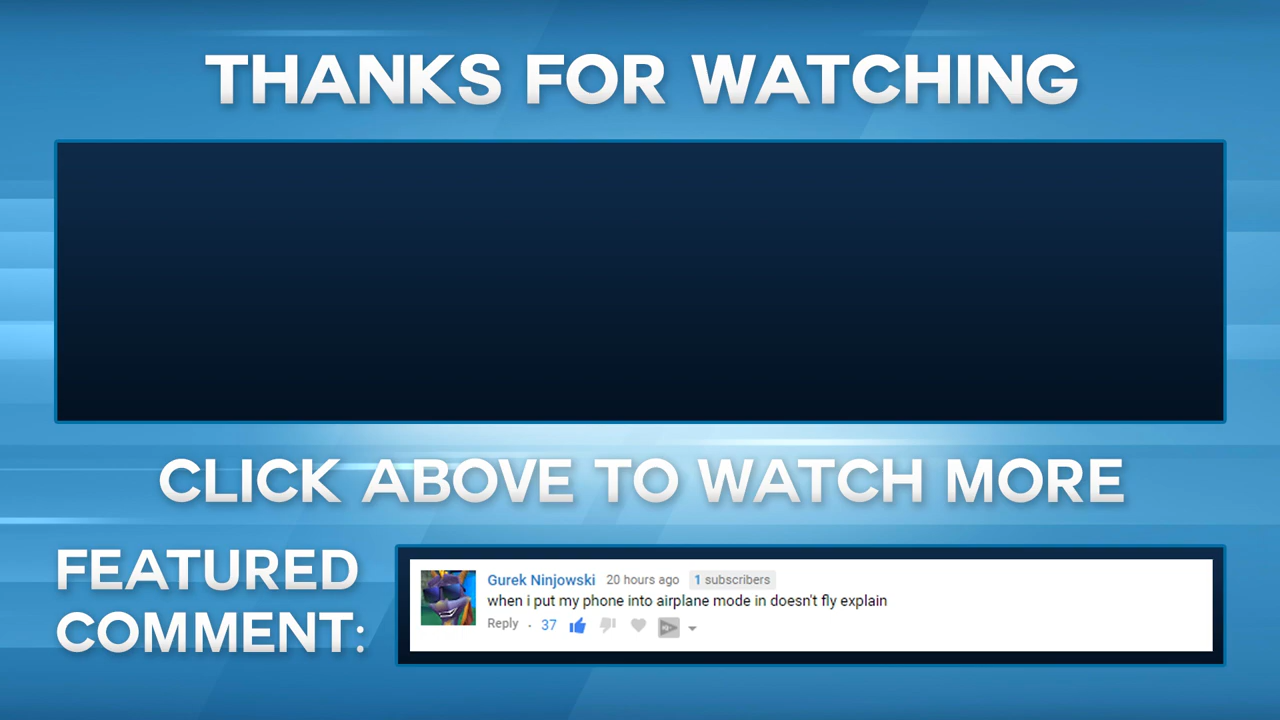 THANKS FOR WATCHING
CLICK ABOVE TO WATCH MORE
FEATURED
COMMENT:
Gurek Ninjowski 20 hours ago 1 subscribers
when i put my phone into airplane mode in doesn't fly explain
Reply · 37